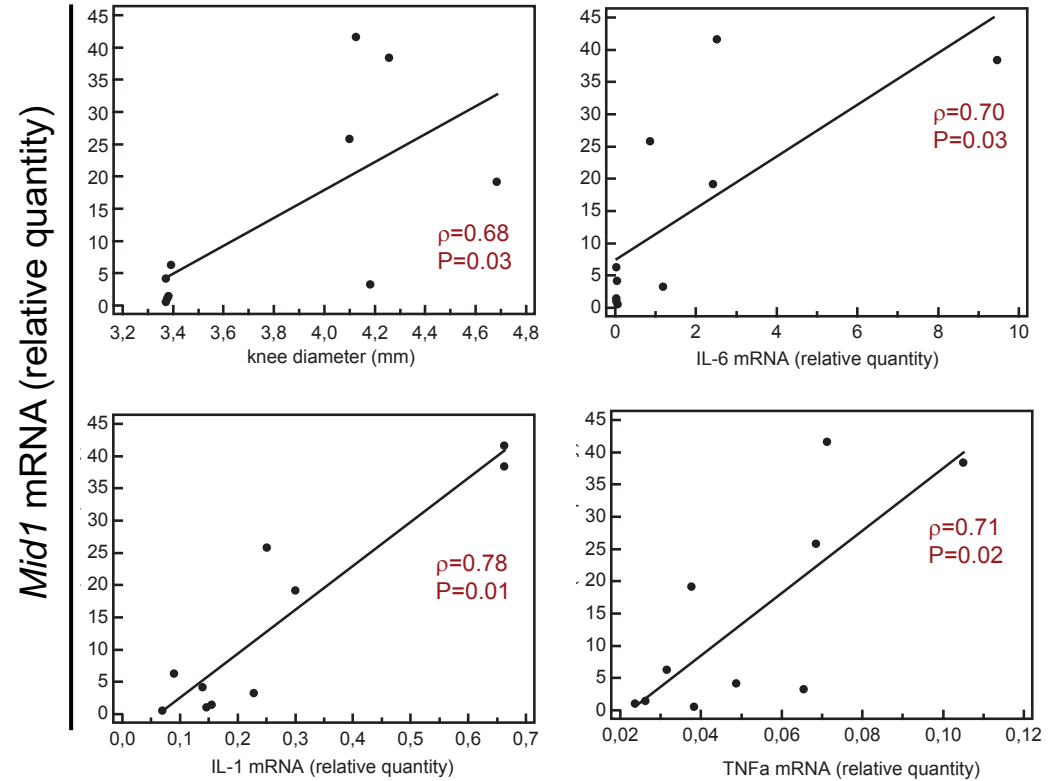 Mid1 mRNA (relative quantity)
45
40
35
30
25
20
15
10
5
0
3,2 3,4 3,6 3,8 4,0 4,2 4,4 4,6 4,8
knee diameter (mm)
ρ=0.68
P=0.03
45
40
35
30
25
20
15
10
5
0
0 2 4 6 8 10
IL-6 mRNA (relative quantity)
ρ=0.70
P=0.03
45
40
35
30
25
20
15
10
5
0
0,0 0,1 0,2 0,3 0,4 0,5 0,6 0,7
IL-1 mRNA (relative quantity)
ρ=0.78
P=0.01
45
40
35
30
25
20
15
10
5
0
0,02 0,04 0,06 0,08 0,10 0,12
TNFa mRNA (relative quantity)
ρ=0.71
P=0.02